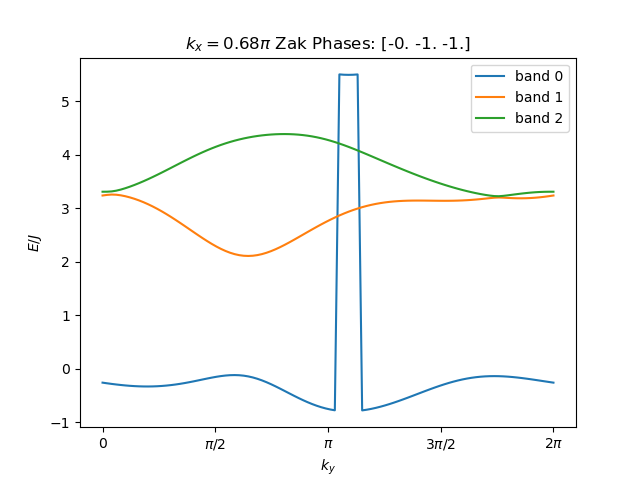 $k_x = 0.68\pi$ Zak Phases: [-0. -1. -1.]
band 0
band 1
band 2
5
4
3
2
1
0
−1
E/J
0
π/2
π
3π/2
2π
$k_y$